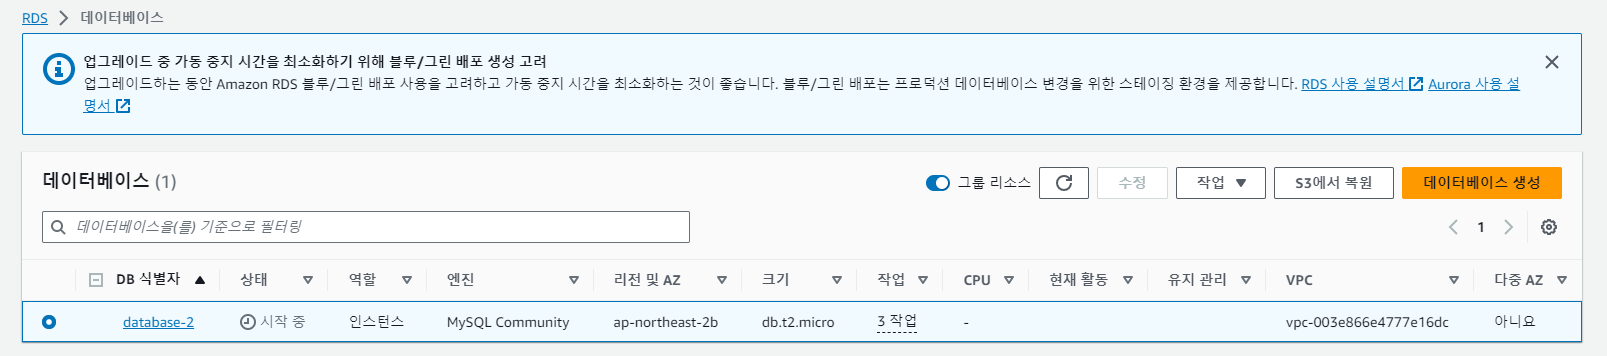 RDS > 데이터베이스
업그레이드 중 가동 중지 시간을 최소화하기 위해 블루/그린 배포 생성 고려
업그레이드하는 동안 Amazon RDS 블루/그린 배포 사용을 고려하고 가동 중지 시간을 최소화하는 것이 좋습니다. 블루/그린 배포는 프로덕션 데이터베이스 변경을 위한 스테이징 환경을 제공합니다. RDS 사용 설명서 Aurora 사용 설
명서
데이터베이스 (1) 그룹 리소스 수정 작업 S3에서 복원 데이터베이스 생성
데이터베이스을(를) 기준으로 필터링 1
DB 식별자 상태 역할 엔진 리전 및 AZ 크기 작업 CPU 현재 활동 유지 관리 VPC 다중 AZ
database-2 시작 중 인스턴스 MySQL Community ap-northeast-2b db.t2.micro 3 작업 - vpc-003e866e4777e16dc 아니요